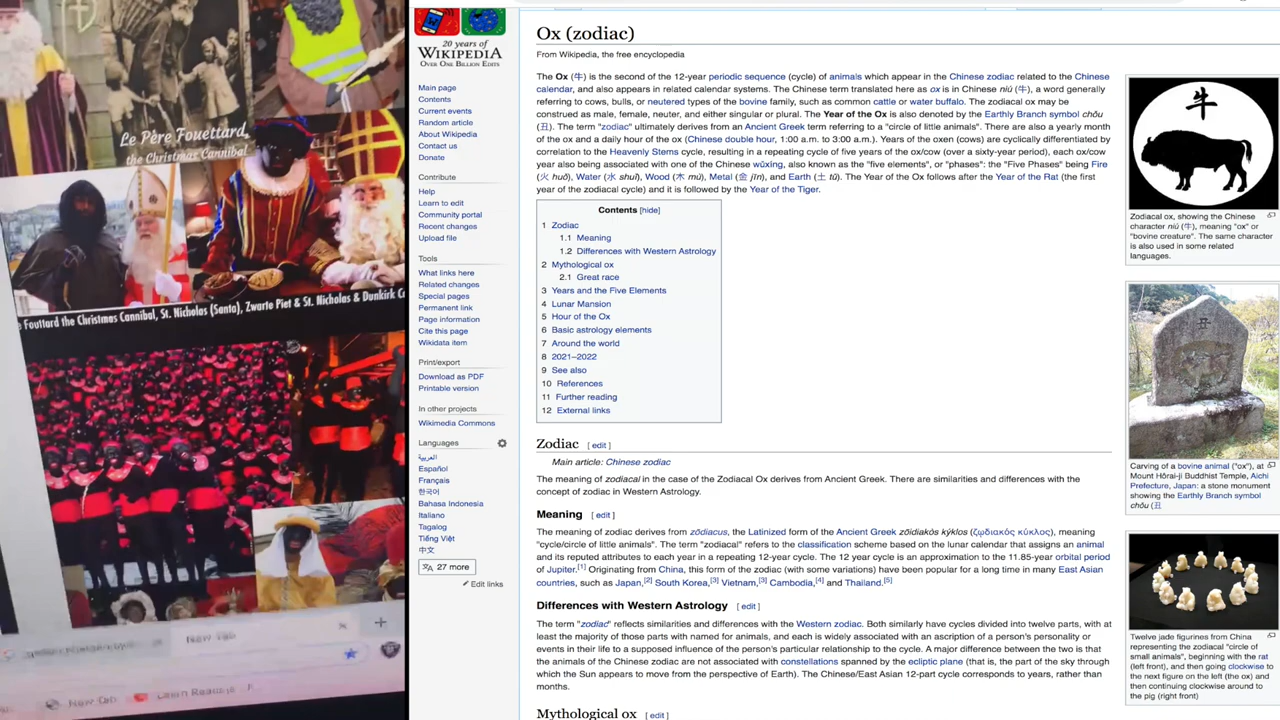 Le Père Fouettard,
the Christmas Cannibal
Fouttard the Christmas Cannibal, St. Nicholas (Santa), Zwarte Piet & St. Nicholas & Dunkirk
New Tab
New Tab
20 years of
WIKIPEDIA
OVER ONE BILLION EDITS
Main page
Contents
Current events
Random article
About Wikipedia
Contact us
Donate
Contribute
Help
Learn to edit
Community portal
Recent changes
Upload file
Tools
What links here
Related changes
Special pages
Permanent link
Page information
Cite this page
Wikidata item
Print/export
Download as PDF
Printable version
In other projects
Wikimedia Commons
Languages
العربية
Español
Français
한국어
Bahasa Indonesia
Italiano
Tagalog
Tiếng Việt
中文
27 more
Edit links
Ox (zodiac)
From Wikipedia, the free encyclopedia
The Ox (牛) is the second of the 12-year periodic sequence (cycle) of animals which appear in the Chinese zodiac related to the Chinese
calendar, and also appears in related calendar systems. The Chinese term translated here as ox is in Chinese niú (牛), a word generally
referring to cows, bulls, or neutered types of the bovine family, such as common cattle or water buffalo. The zodiacal ox may be
construed as male, female, neuter, and either singular or plural. The Year of the Ox is also denoted by the Earthly Branch symbol chǒu
(丑). The term "zodiac" ultimately derives from an Ancient Greek term referring to a "circle of little animals". There are also a yearly month
of the ox and a daily hour of the ox (Chinese double hour, 1:00 a.m. to 3:00 a.m.). Years of the oxen (cows) are cyclically differentiated by
correlation to the Heavenly Stems cycle, resulting in a repeating cycle of five years of the ox/cow (over a sixty-year period), each ox/cow
year also being associated with one of the Chinese wǔxíng, also known as the "five elements", or "phases": the "Five Phases" being Fire
(火 huǒ), Water (水 shuǐ), Wood (木 mù), Metal (金 jīn), and Earth (土 tǔ). The Year of the Ox follows after the Year of the Rat (the first
year of the zodiacal cycle) and it is followed by the Year of the Tiger.
Contents [hide]
1 Zodiac
1.1 Meaning
1.2 Differences with Western Astrology
2 Mythological ox
2.1 Great race
3 Years and the Five Elements
4 Lunar Mansion
5 Hour of the Ox
6 Basic astrology elements
7 Around the world
8 2021–2022
9 See also
10 References
11 Further reading
12 External links
Zodiac [ edit ]
Main article: Chinese zodiac
The meaning of zodiacal in the case of the Zodiacal Ox derives from Ancient Greek. There are similarities and differences with the
concept of zodiac in Western Astrology.
Meaning [ edit ]
The meaning of zodiac derives from zōdiacus, the Latinized form of the Ancient Greek zōidiakòs kýklos (ζῳδιακός κύκλος), meaning
"cycle/circle of little animals". The term "zodiacal" refers to the classification scheme based on the lunar calendar that assigns an animal
and its reputed attributes to each year in a repeating 12-year cycle. The 12 year cycle is an approximation to the 11.85-year orbital period
of Jupiter.[1] Originating from China, this form of the zodiac (with some variations) have been popular for a long time in many East Asian
countries, such as Japan,[2] South Korea,[3] Vietnam,[3] Cambodia,[4] and Thailand.[5]
Differences with Western Astrology [ edit ]
The term "zodiac" reflects similarities and differences with the Western zodiac. Both similarly have cycles divided into twelve parts, with at
least the majority of those parts with named for animals, and each is widely associated with an ascription of a person's personality or
events in their life to a supposed influence of the person's particular relationship to the cycle. A major difference between the two is that
the animals of the Chinese zodiac are not associated with constellations spanned by the ecliptic plane (that is, the part of the sky through
which the Sun appears to move from the perspective of Earth). The Chinese/East Asian 12-part cycle corresponds to years, rather than
months.
Mythological ox [ edit ]
牛
Zodiacal ox, showing the Chinese
character niú (牛), meaning "ox" or
"bovine creature". The same character
is also used in some related
languages.
丑
Carving of a bovine animal ("ox"), at
Mount Hōrai-ji Buddhist Temple, Aichi
Prefecture, Japan: a stone monument
showing the Earthly Branch symbol
chǒu (丑
Twelve jade figurines from China
representing the zodiacal "circle of
small animals", beginning with the rat
(left front), and then going clockwise to
the next figure on the left (the ox) and
then continuing clockwise around to
the pig (right front)